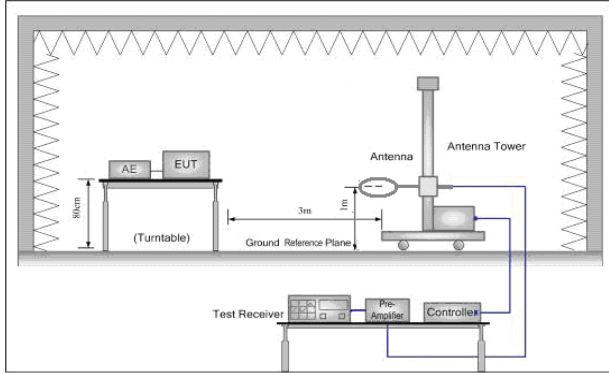 Antenna Tower
Antenna
EUT
AE
80cm
1m
3m
(Turntable)
Ground Reference Plane
Test Receiver
Pre-
Amplifier
Controller